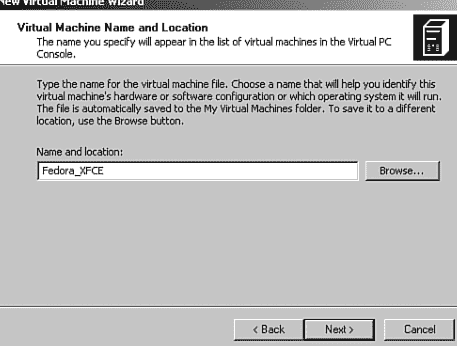 New Virtual Machine Wizard
Virtual Machine Name and Location
The name you specify will appear in the list of virtual machines in the Virtual PC
Console.
Type the name for the virtual machine file. Choose a name that will help you identify this
virtual machine's hardware or software configuration or which operating system it will run.
The file is automatically saved to the My Virtual Machines folder. To save it to a different
location, use the Browse button.
Name and location:
Fedora_XFCE
Browse...
< Back
Next >
Cancel